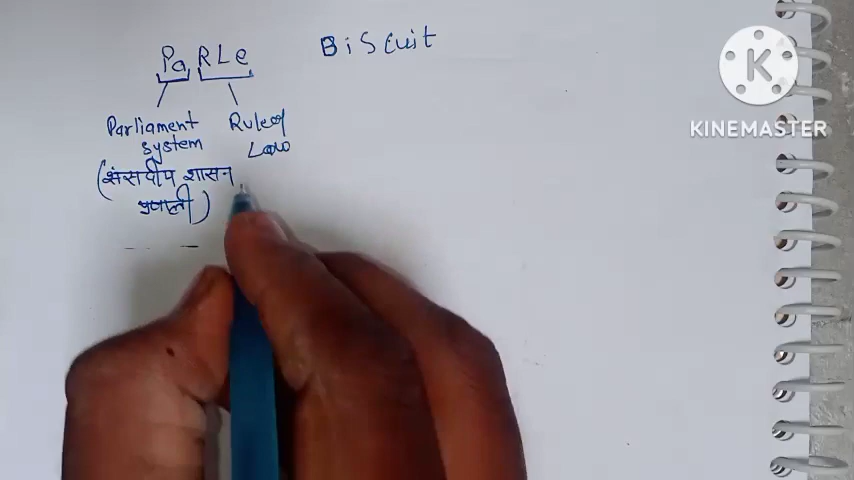 PaRLe
BiScuit
Parliament
system
(संसदीय शासन
प्रणाली)
Rule of
Law
K
KINEMASTER